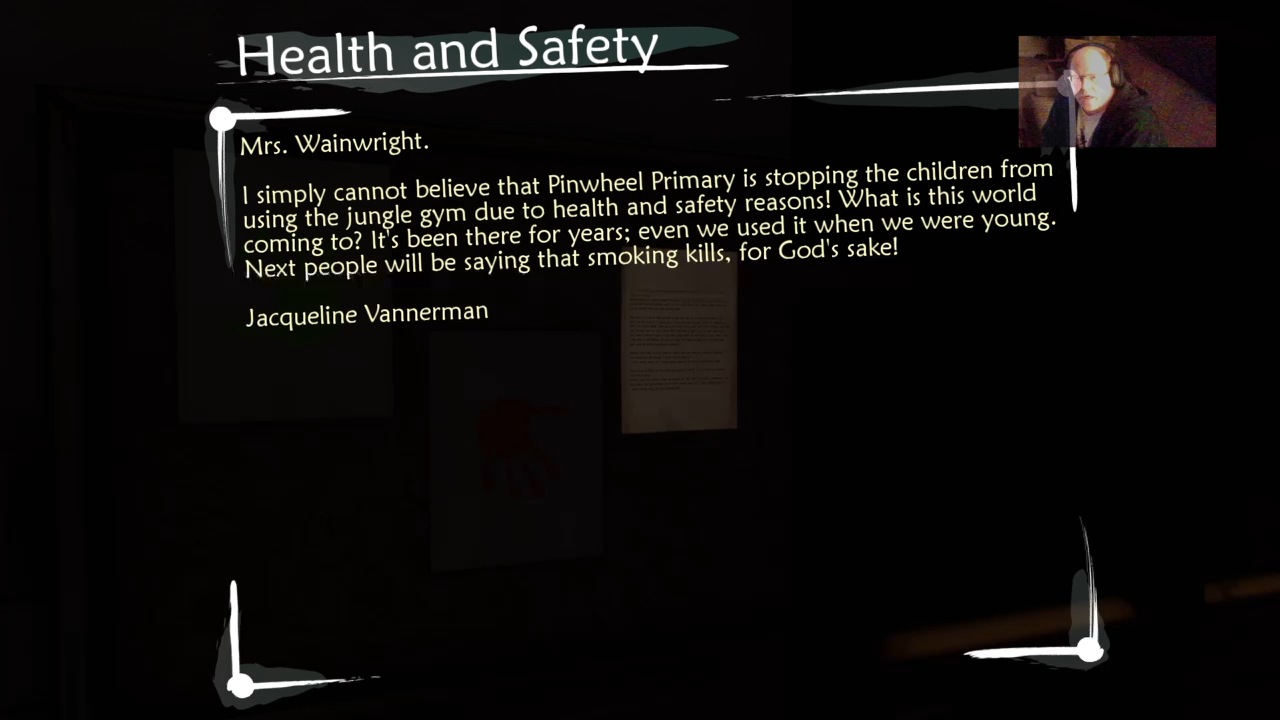 Health and Safety
Mrs. Wainwright.
I simply cannot believe that Pinwheel Primary is stopping the children from
using the jungle gym due to health and safety reasons! What is this world
coming to? It's been there for years; even we used it when we were young.
Next people will be saying that smoking kills, for God's sake!
Jacqueline Vannerman